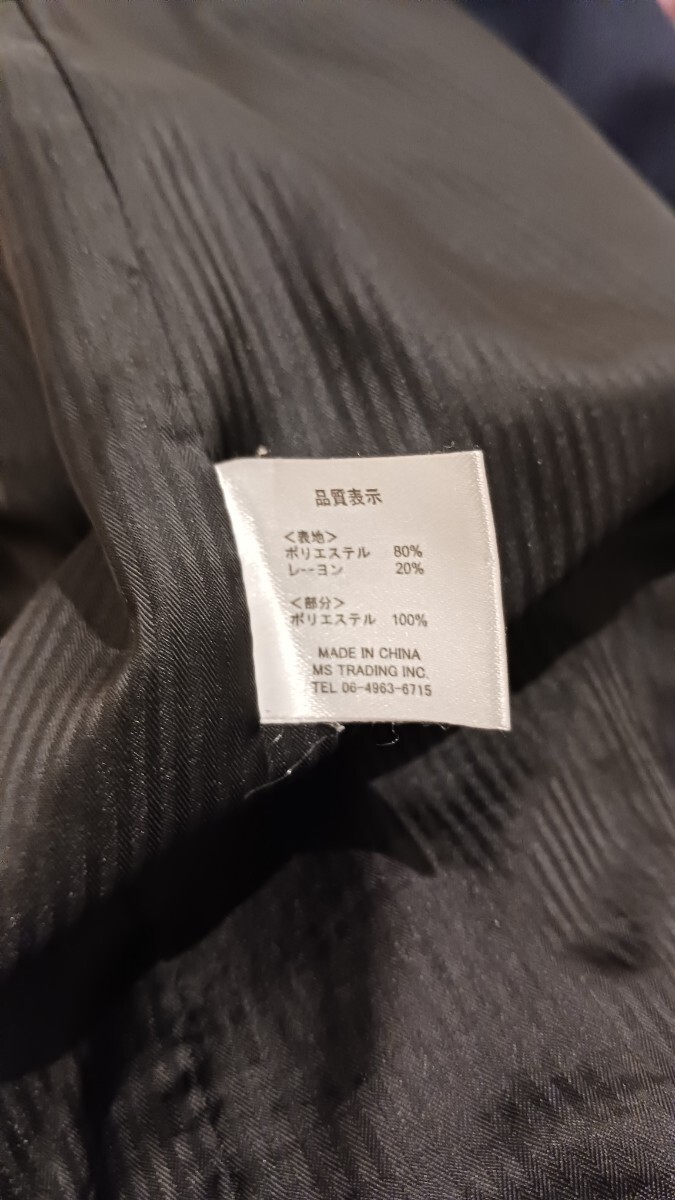 品質表示
<表地>
ポリエステル 80%
レーヨン 20%
<部分>
ポリエステル 100%
MADE IN CHINA
MS TRADING INC.
TEL 06-4963-6715